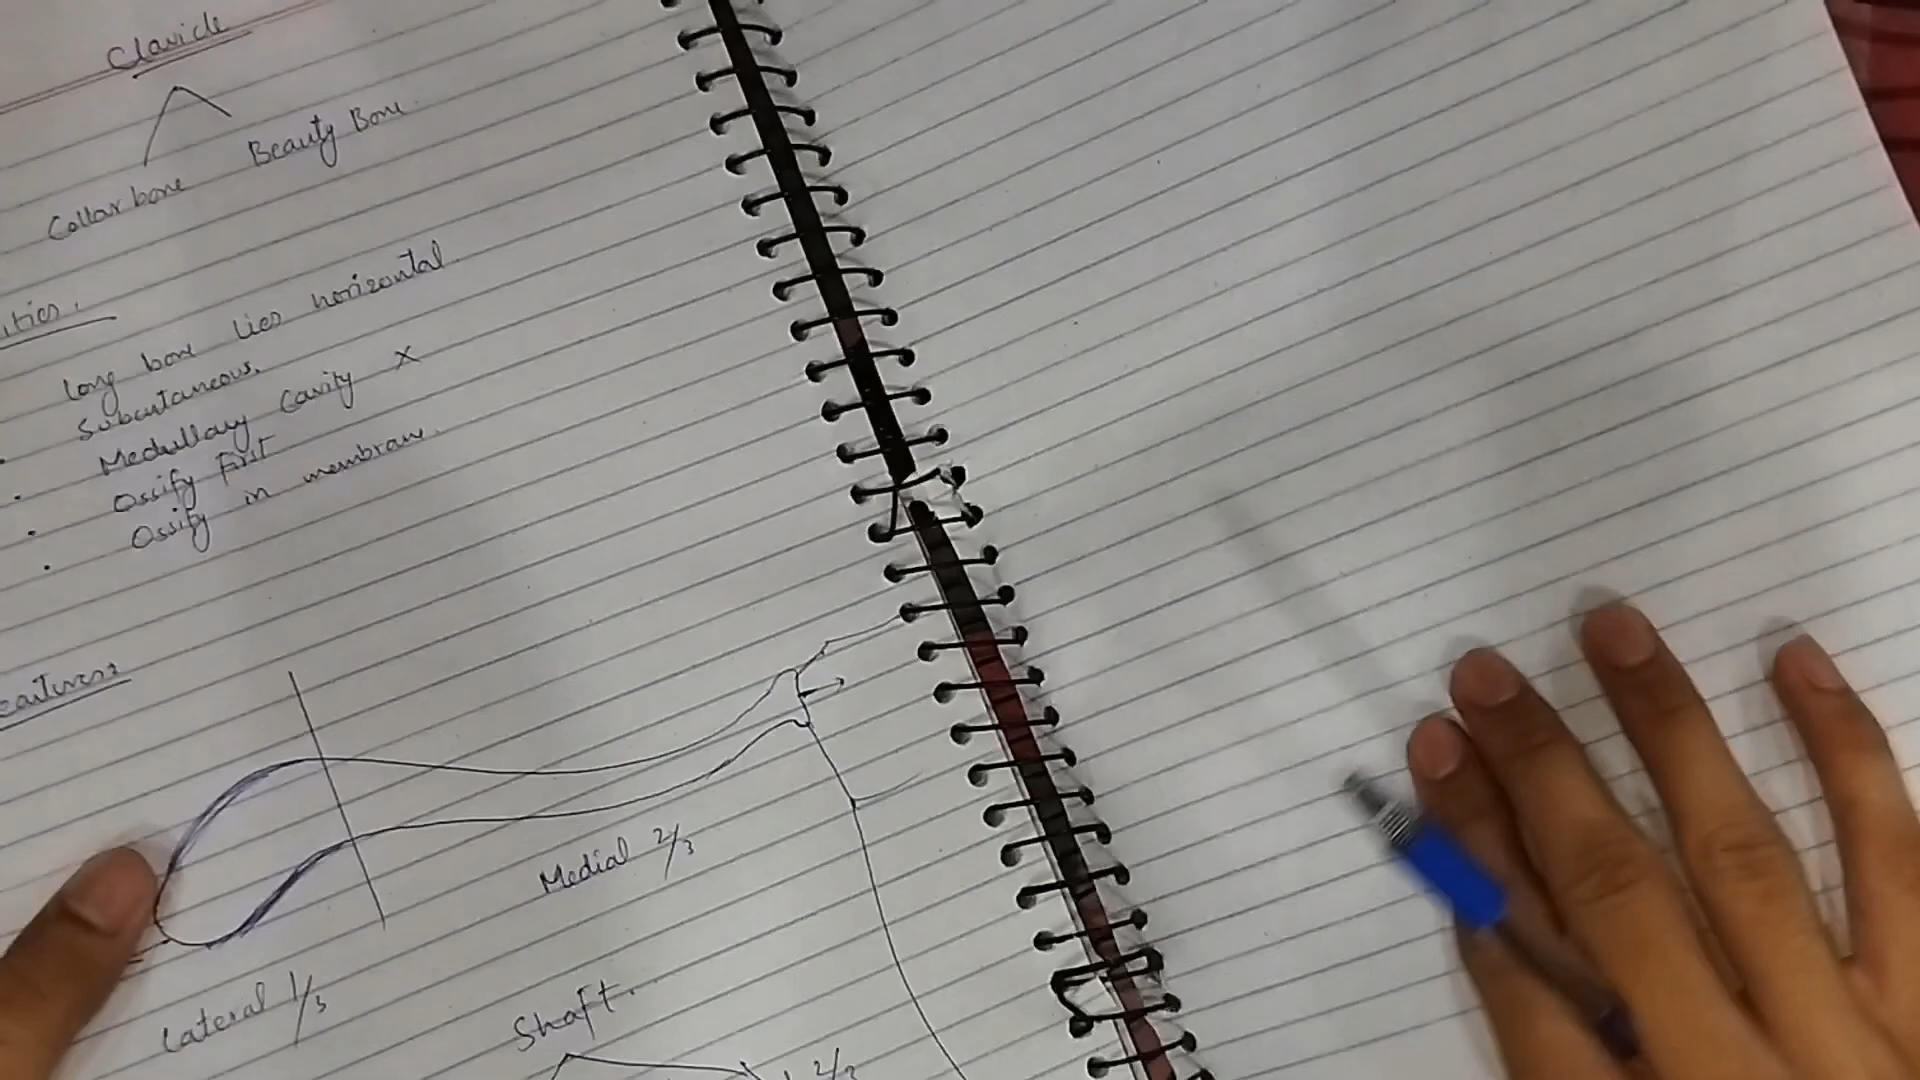 Clavicle
Collar bone Beauty Bone
ities.
Long bone lies horizontal
Subcutaneous.
Medullary Cavity X
Ossify First
Ossify in membrane.
eatures:
Medial 2/3
Lateral 1/3
Shaft.
2/3